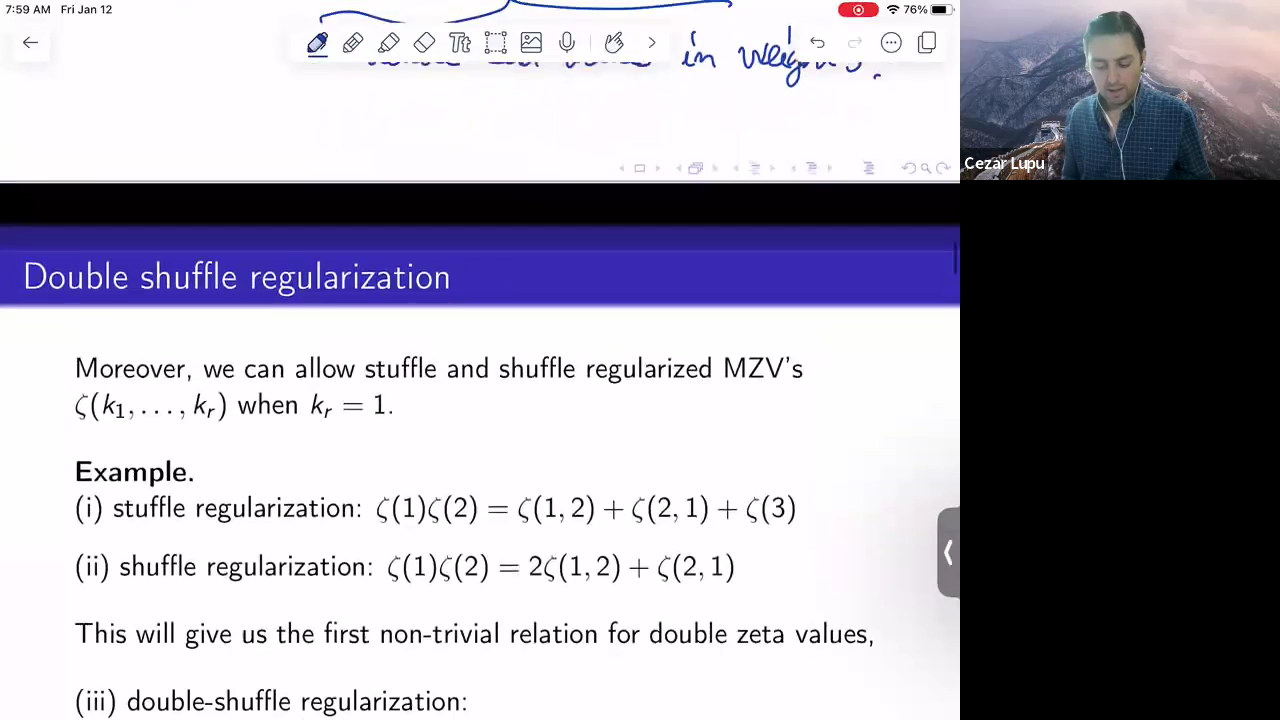 7:59 AM Fri Jan 12
76%
Tt
in weight
Cezar Lupu
Double shuffle regularization
Moreover, we can allow stuffle and shuffle regularized MZV's
ζ(k₁, . . . , kᵣ) when kᵣ = 1.
Example.
(i) stuffle regularization: ζ(1)ζ(2) = ζ(1, 2) + ζ(2, 1) + ζ(3)
(ii) shuffle regularization: ζ(1)ζ(2) = 2ζ(1, 2) + ζ(2, 1)
This will give us the first non-trivial relation for double zeta values,
(iii) double-shuffle regularization: